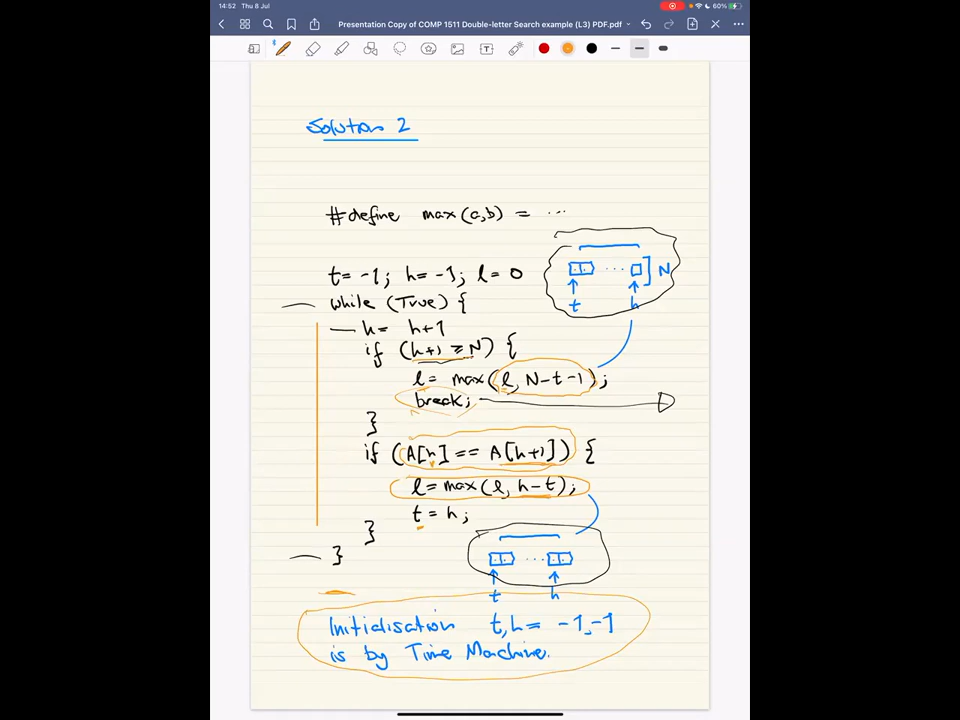 14:52 Thu 8 Jul
60%
Presentation Copy of COMP 1511 Double-letter Search example (L3) PDF.pdf
Solution 2
#define max(a,b) = ...
t= -1; h= -1; l= 0
while (True) {
h= h+1
if (h+1 ≥ N) {
l= max(l, N-t-1);
break;
}
if (A[h] == A[h+1]) {
l=max(l, h-t);
t = h;
}
}
... N
t h
...
t h
Initialisation t,h= -1,-1
is by Time Machine.